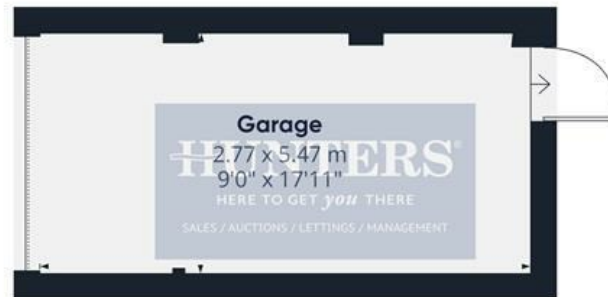 Garage
2.77 x 5.47 m
9'0" x 17'11"
HUNTERS®
HERE TO GET you THERE
SALES / AUCTIONS / LETTINGS / MANAGEMENT